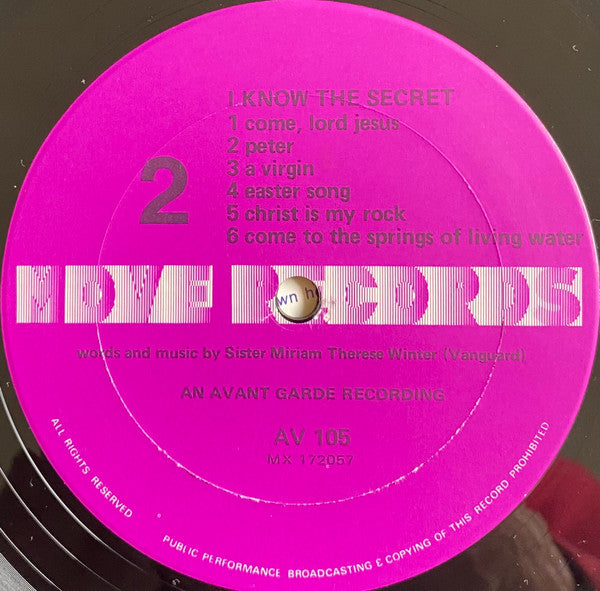 I KNOW THE SECRET
1 come, lord jesus
2 peter
3 a virgin
4 easter song
5 christ is my rock
6 come to the springs of living water
2
MOVE RECORDS
wn h
words and music by Sister Miriam Therese Winter (Vanguard)
AN AVANT GARDE RECORDING
AV 105
MX 172057
ALL RIGHTS RESERVED
PUBLIC PERFORMANCE BROADCASTING & COPYING OF THIS RECORD PROHIBITED